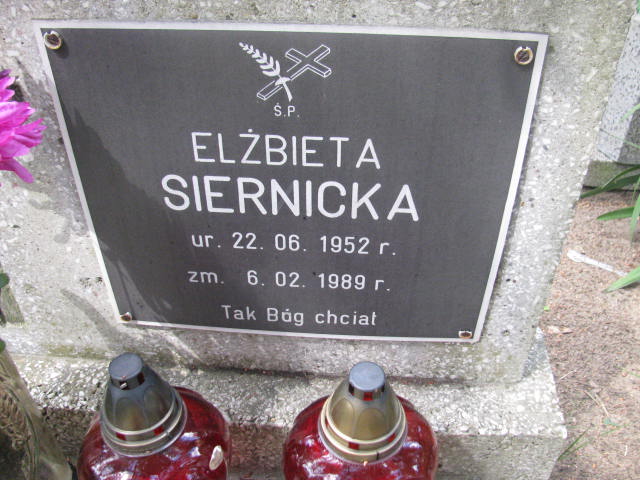 Ś.P.
ELŻBIETA
SIERNICKA
ur. 22. 06. 1952 r.
zm. 6. 02. 1989 r.
Tak Bóg chciał